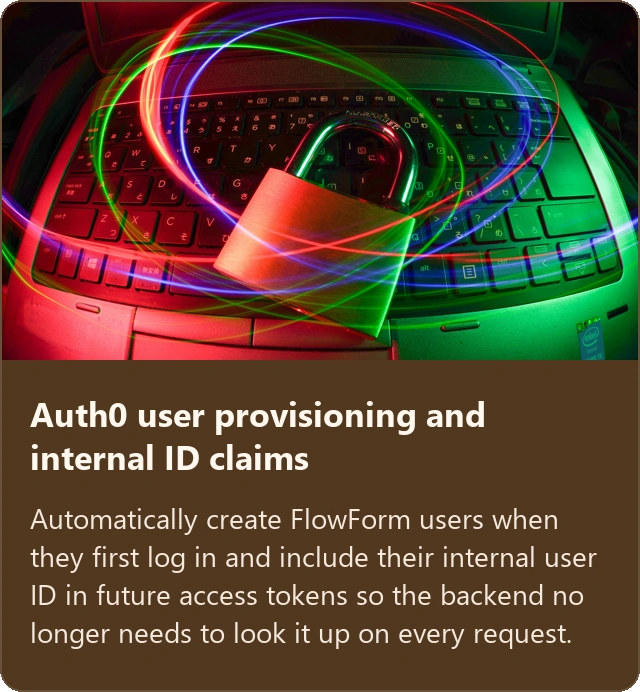 Auth0 user provisioning and
internal ID claims
Automatically create FlowForm users when
they first log in and include their internal user
ID in future access tokens so the backend no
longer needs to look it up on every request.